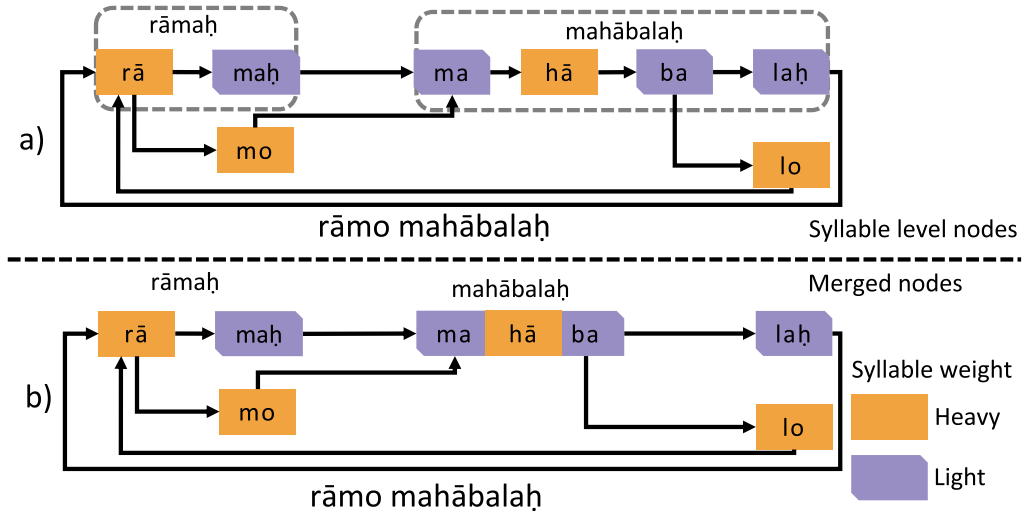 rāmaḥ
mahābalaḥ
rā
maḥ
ma
hā
ba
laḥ
a)
mo
lo
rāmo mahābalaḥ
Syllable level nodes
Merged nodes
rāmaḥ
mahābalaḥ
rā
maḥ
ma
hā
ba
laḥ
b)
mo
lo
rāmo mahābalaḥ
Syllable weight
Heavy
Light